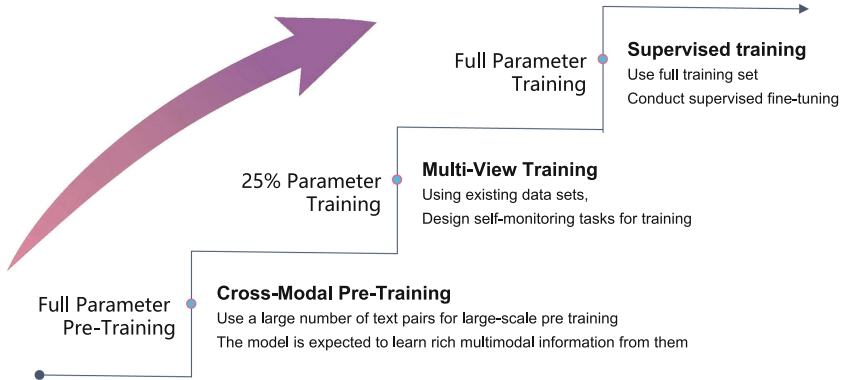 Full Parameter
Training
Supervised training
Use full training set
Conduct supervised fine-tuning
25% Parameter
Training
Multi-View Training
Using existing data sets,
Design self-monitoring tasks for training
Full Parameter
Pre-Training
Cross-Modal Pre-Training
Use a large number of text pairs for large-scale pre training
The model is expected to learn rich multimodal information from them